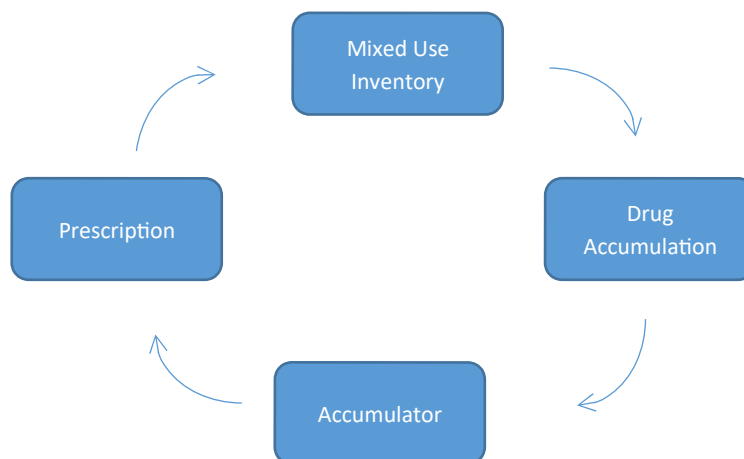 Mixed Use
Inventory
Drug
Accumulation
Accumulator
Prescription